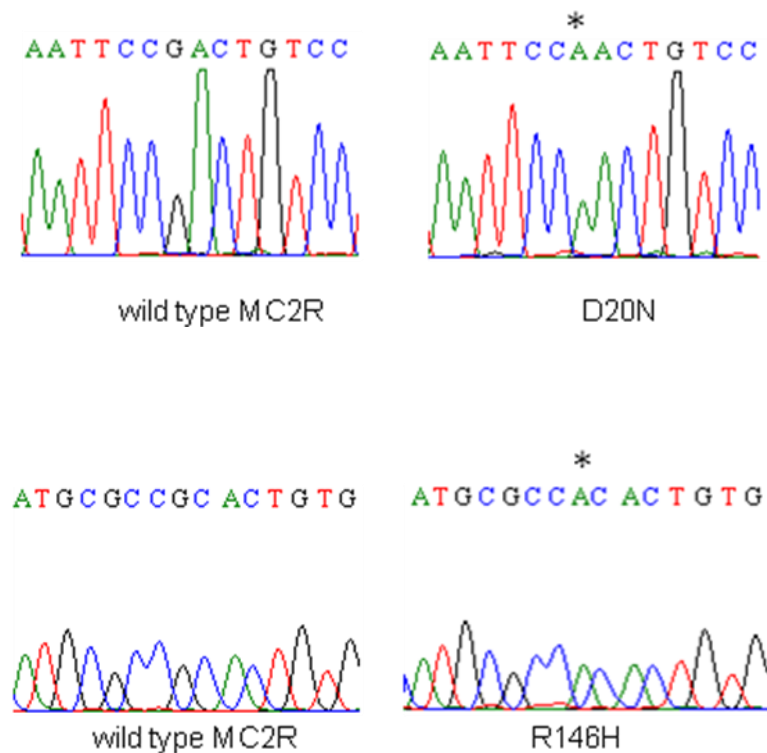 *
AATTCCGACTGTCC
AATTCCAACTGTCC
wild type MC2R
D20N
*
ATGCGCCGCACTGTG
ATGCGCCACACTGTG
wild type MC2R
R146H